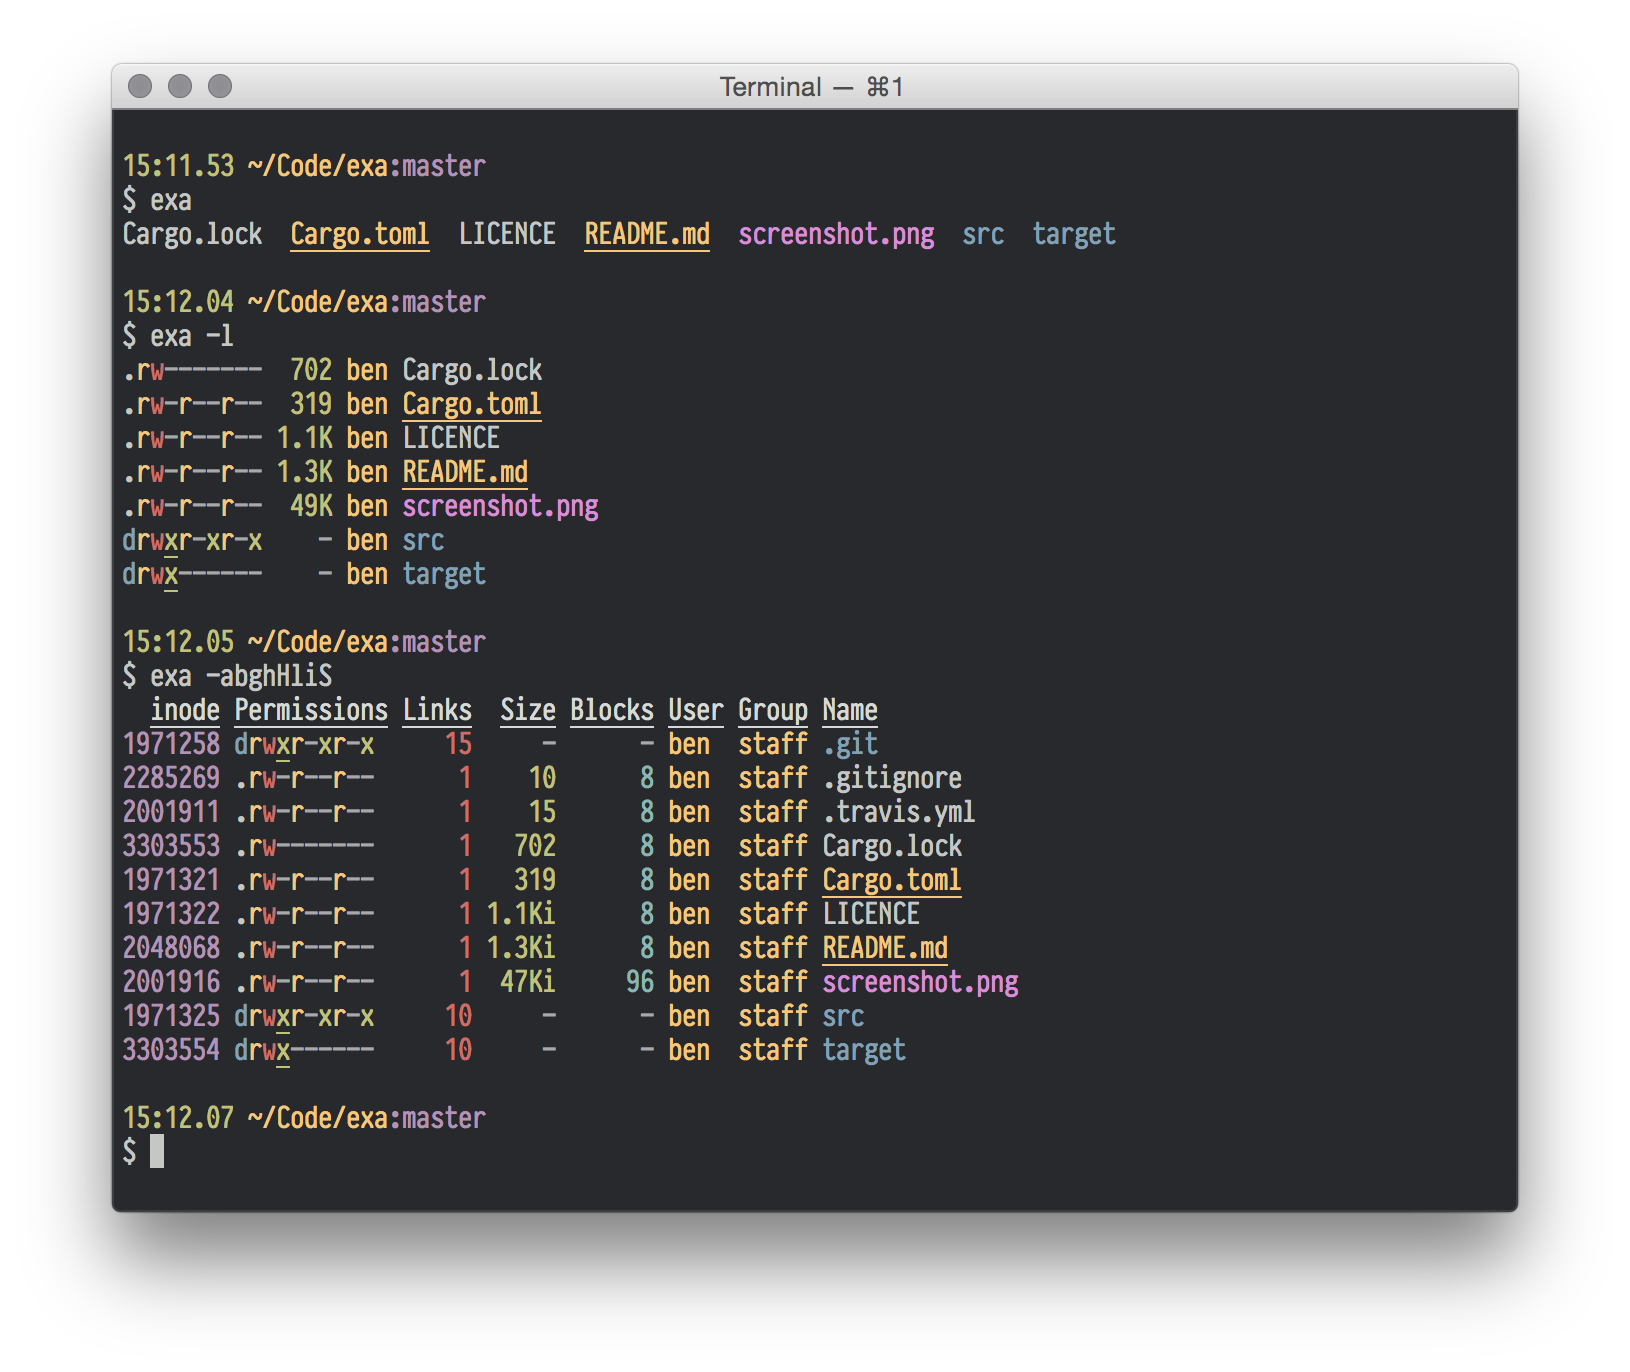 Terminal — ⌘1
15:11.53 ~/Code/exa:master
$ exa
Cargo.lock  Cargo.toml  LICENCE  README.md  screenshot.png  src  target
15:12.04 ~/Code/exa:master
$ exa -l
.rw-------  702 ben Cargo.lock
.rw-r--r--  319 ben Cargo.toml
.rw-r--r-- 1.1K ben LICENCE
.rw-r--r-- 1.3K ben README.md
.rw-r--r--  49K ben screenshot.png
drwxr-xr-x    - ben src
drwx------    - ben target
15:12.05 ~/Code/exa:master
$ exa -abghHliS
  inode Permissions Links  Size Blocks User Group Name
1971258 drwxr-xr-x     15     -      - ben  staff .git
2285269 .rw-r--r--      1    10      8 ben  staff .gitignore
2001911 .rw-r--r--      1    15      8 ben  staff .travis.yml
3303553 .rw-------      1   702      8 ben  staff Cargo.lock
1971321 .rw-r--r--      1   319      8 ben  staff Cargo.toml
1971322 .rw-r--r--      1 1.1Ki      8 ben  staff LICENCE
2048068 .rw-r--r--      1 1.3Ki      8 ben  staff README.md
2001916 .rw-r--r--      1  47Ki     96 ben  staff screenshot.png
1971325 drwxr-xr-x     10     -      - ben  staff src
3303554 drwx------     10     -      - ben  staff target
15:12.07 ~/Code/exa:master
$